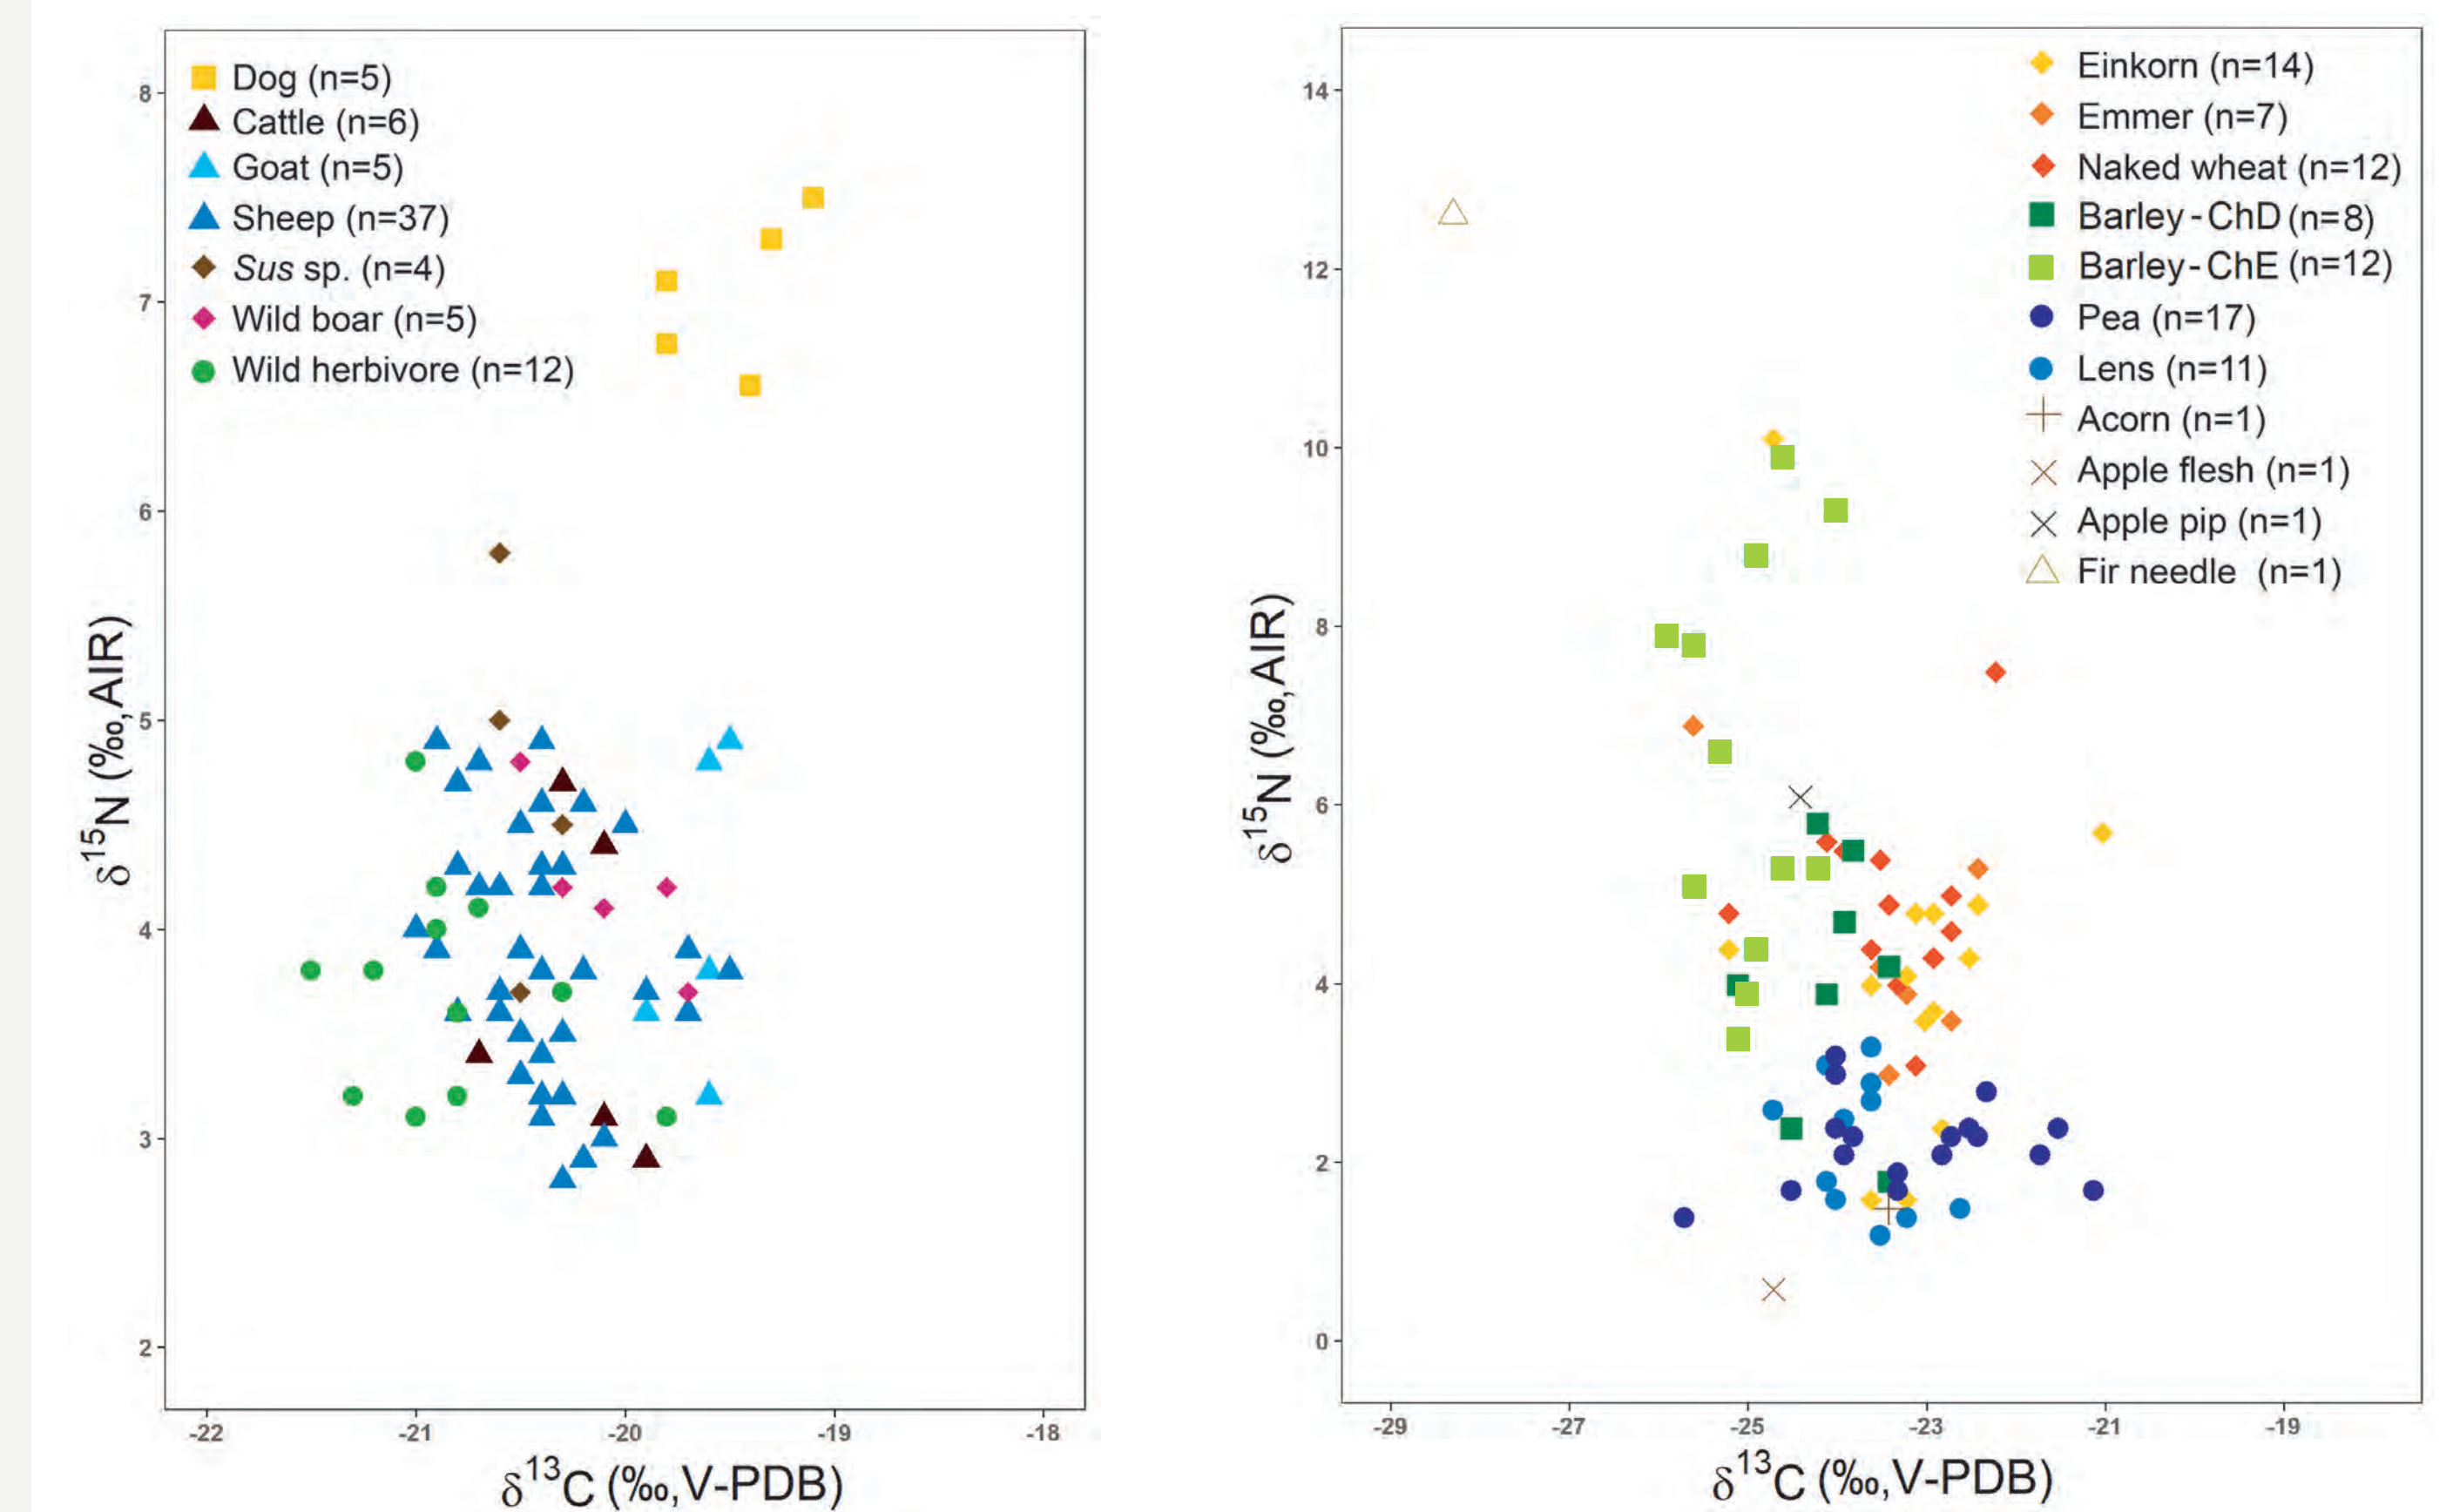 Dog (n=5)
Cattle (n=6)
Goat (n=5)
Sheep (n=37)
Sus sp. (n=4)
Wild boar (n=5)
Wild herbivore (n=12)
8
7
6
5
4
3
2
δ15N (‰,AIR)
-22 -21 -20 -19 -18
δ13C (‰,V-PDB)
Einkorn (n=14)
Emmer (n=7)
Naked wheat (n=12)
Barley-ChD (n=8)
Barley-ChE (n=12)
Pea (n=17)
Lens (n=11)
Acorn (n=1)
Apple flesh (n=1)
Apple pip (n=1)
Fir needle (n=1)
14
12
10
8
6
4
2
0
δ15N (‰,AIR)
-29 -27 -25 -23 -21 -19
δ13C (‰,V-PDB)